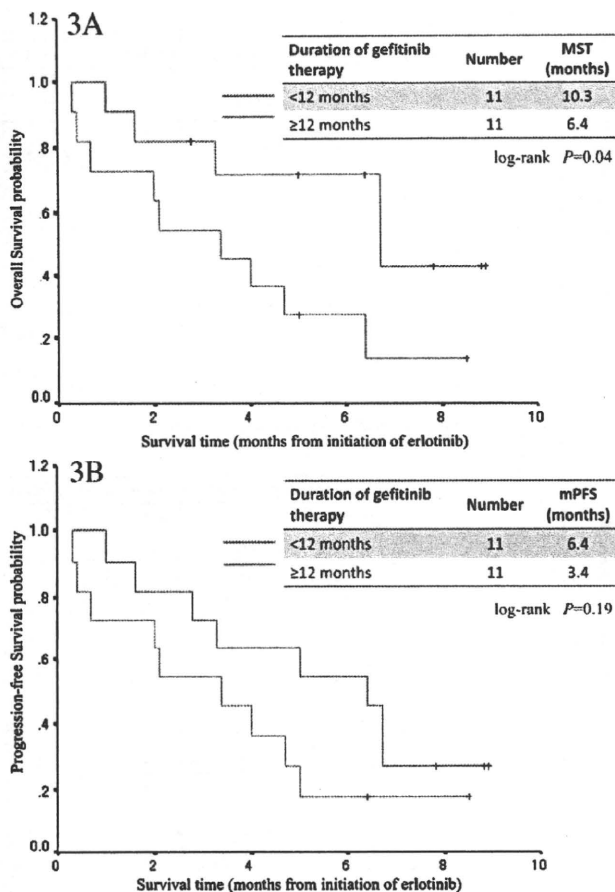 3A
Duration of gefitinib therapy Number MST (months)
<12 months 11 10.3
≥12 months 11 6.4
log-rank P=0.04
1.2
1.0
.8
.6
.4
.2
0.0
Overall Survival probability
0 2 4 6 8 10
Survival time (months from initiation of erlotinib)
3B
Duration of gefitinib therapy Number mPFS (months)
<12 months 11 6.4
≥12 months 11 3.4
log-rank P=0.19
1.2
1.0
.8
.6
.4
.2
0.0
Progression-free Survival probability
0 2 4 6 8 10
Survival time (months from initiation of erlotinib)